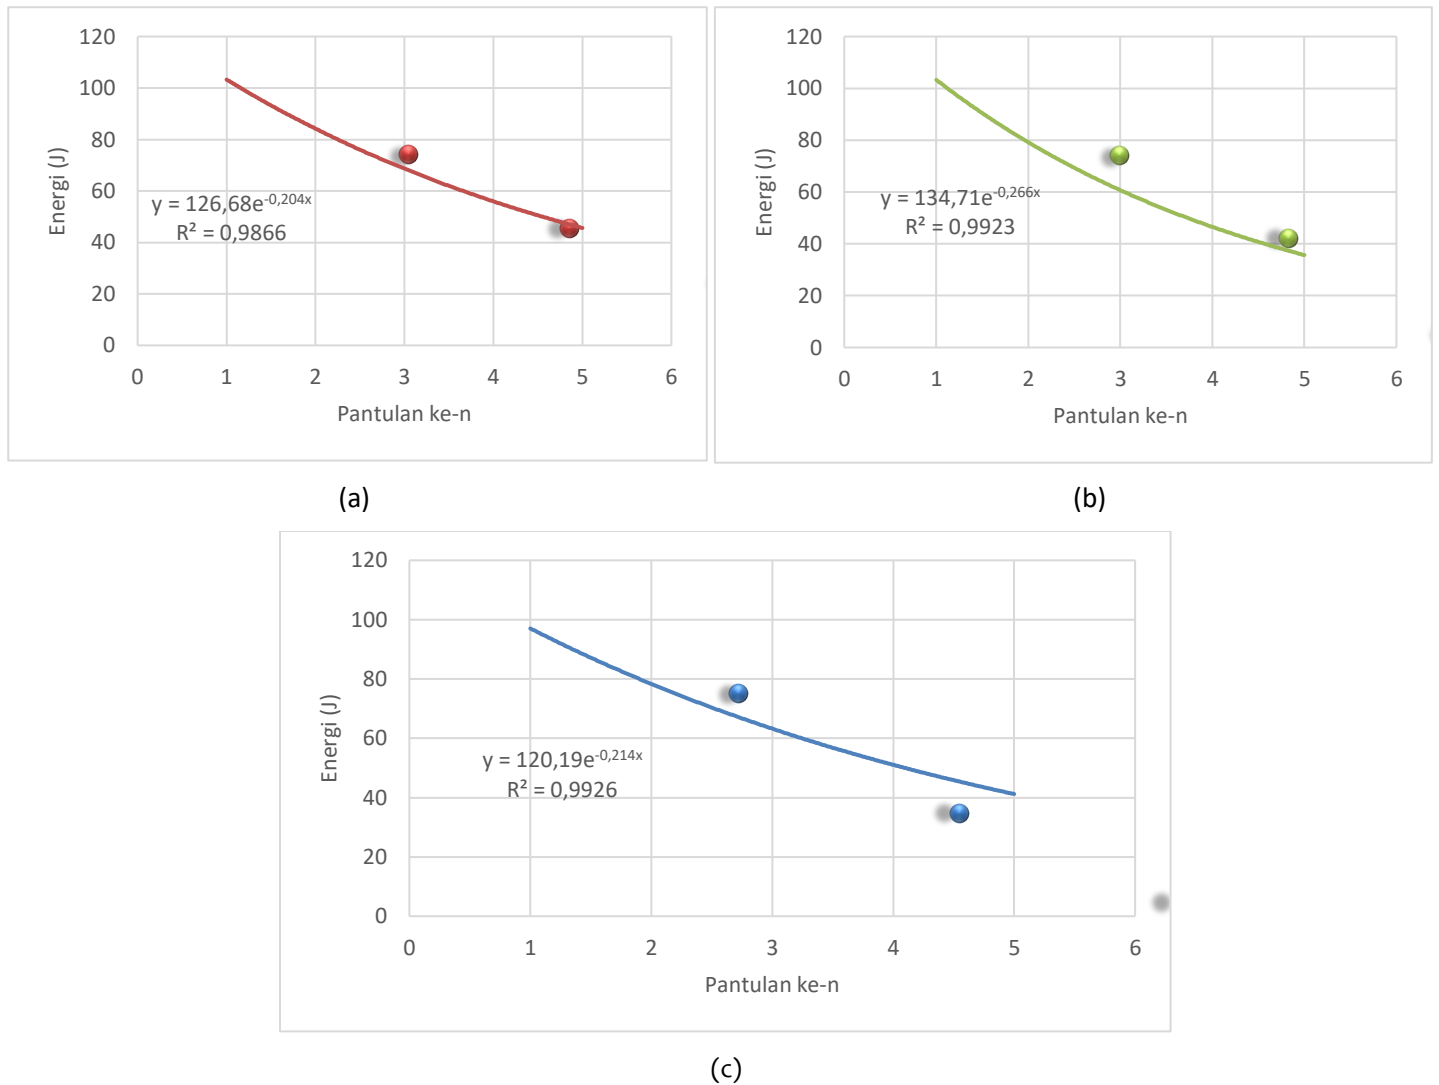 120
100
80
60
40
20
0
Energi (J)
y = 126,68e^-0,204x
R² = 0,9866
0 1 2 3 4 5 6
Pantulan ke-n
(a)
120
100
80
60
40
20
0
Energi (J)
y = 134,71e^-0,266x
R² = 0,9923
0 1 2 3 4 5 6
Pantulan ke-n
(b)
120
100
80
60
40
20
0
Energi (J)
y = 120,19e^-0,214x
R² = 0,9926
0 1 2 3 4 5 6
Pantulan ke-n
(c)